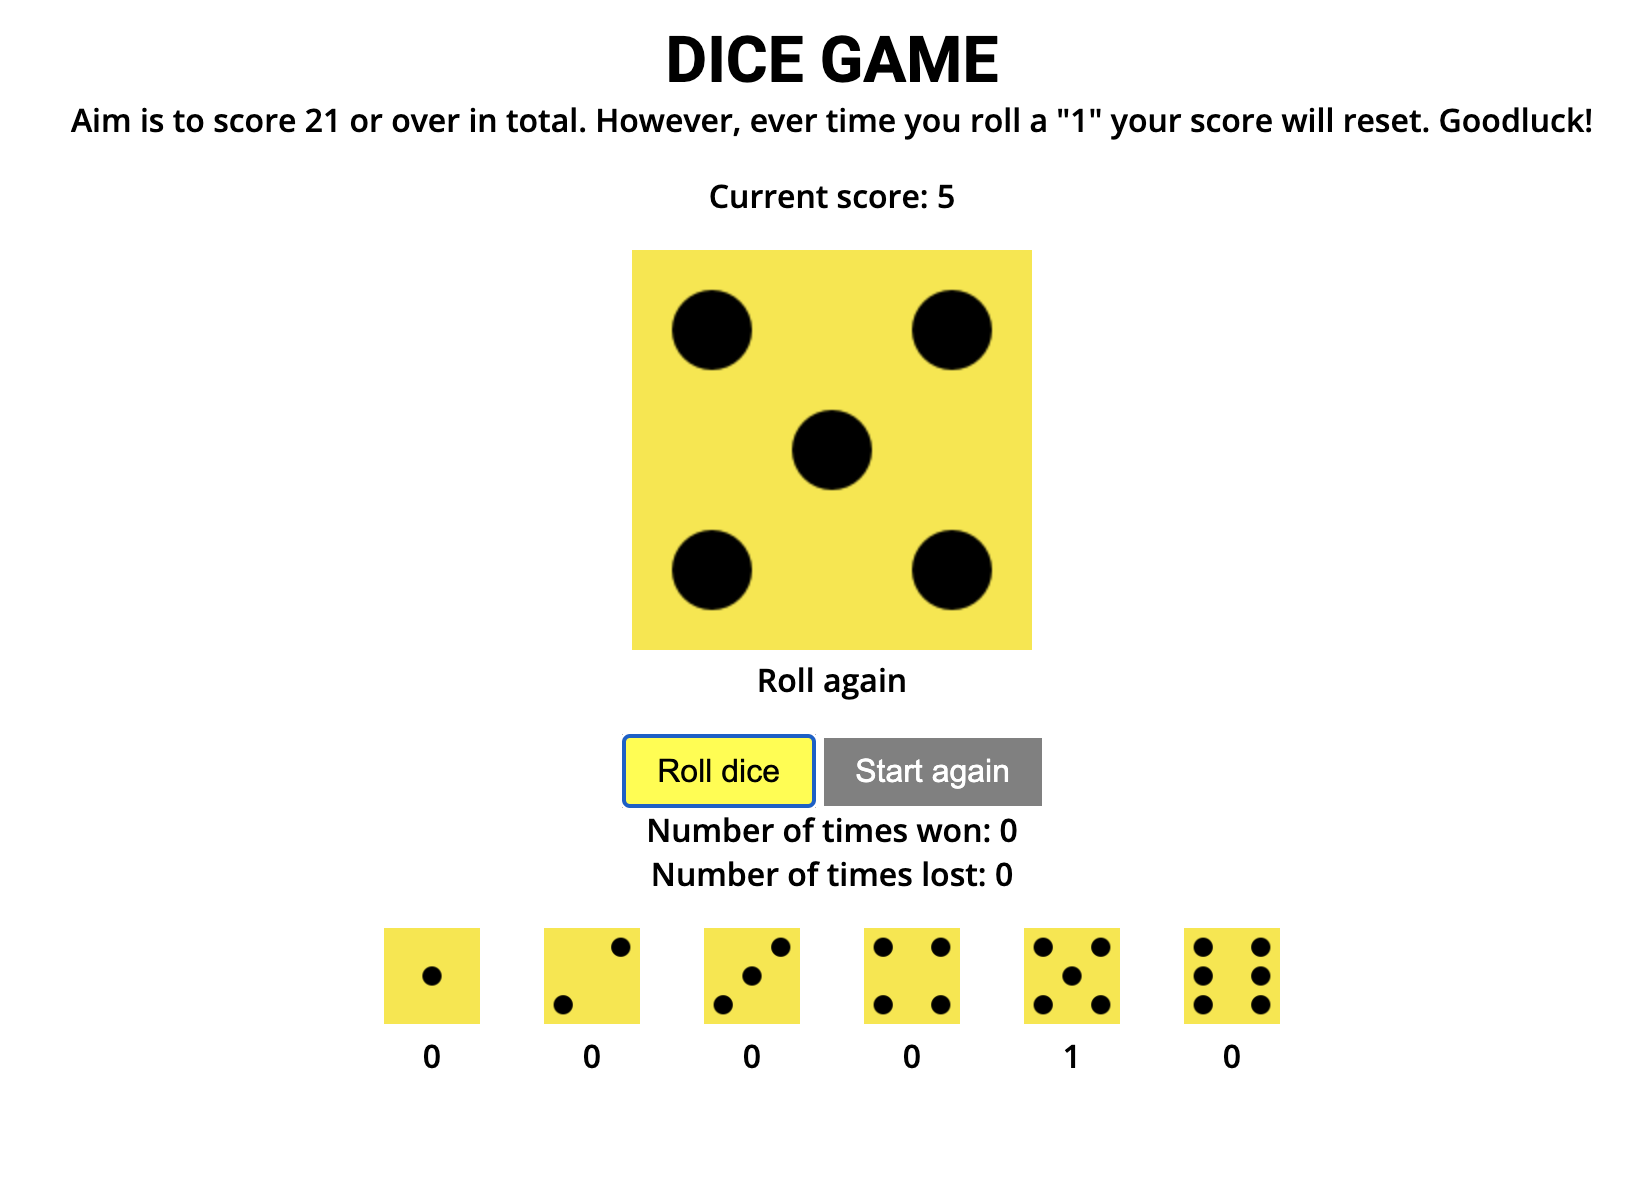 DICE GAME
Aim is to score 21 or over in total. However, ever time you roll a "1" your score will reset. Goodluck!
Current score: 5
Roll again
Roll dice Start again
Number of times won: 0
Number of times lost: 0
0 0 0 0 1 0